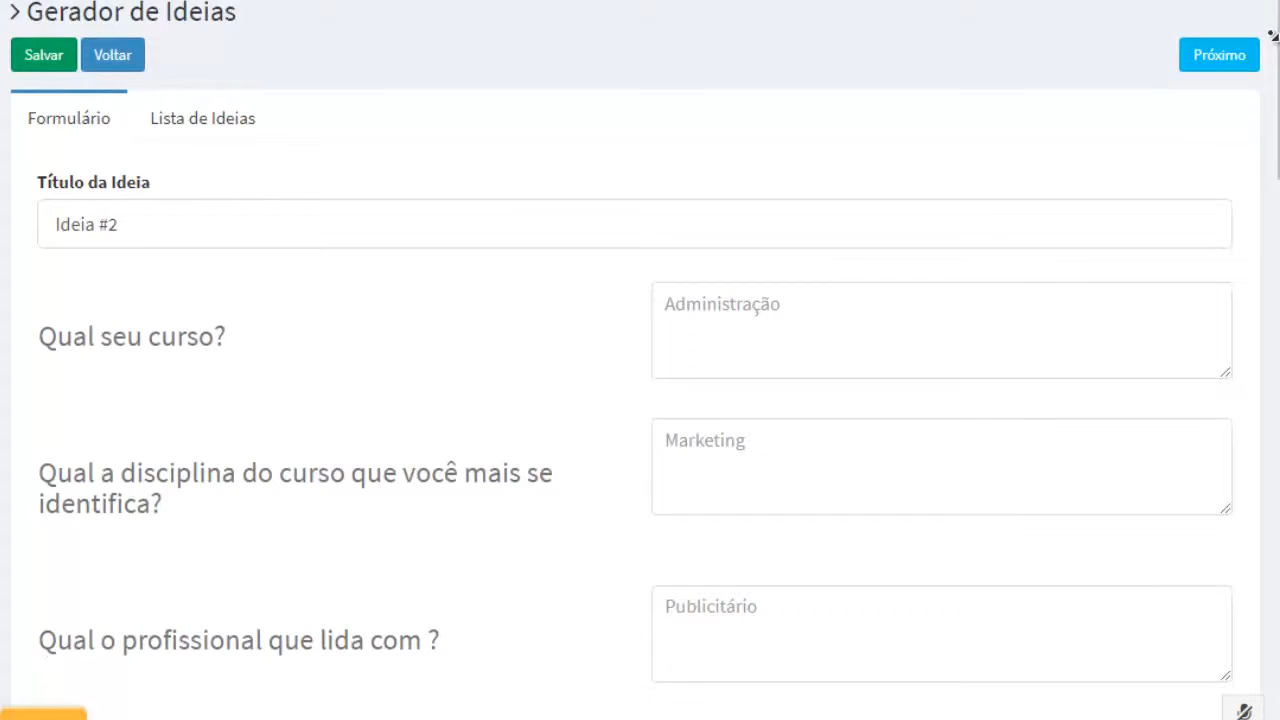 > Gerador de Ideias
Salvar
Voltar
Próximo
Formulário
Lista de Ideias
Título da Ideia
Ideia #2
Qual seu curso?
Administração
Qual a disciplina do curso que você mais se
identifica?
Marketing
Qual o profissional que lida com ?
Publicitário